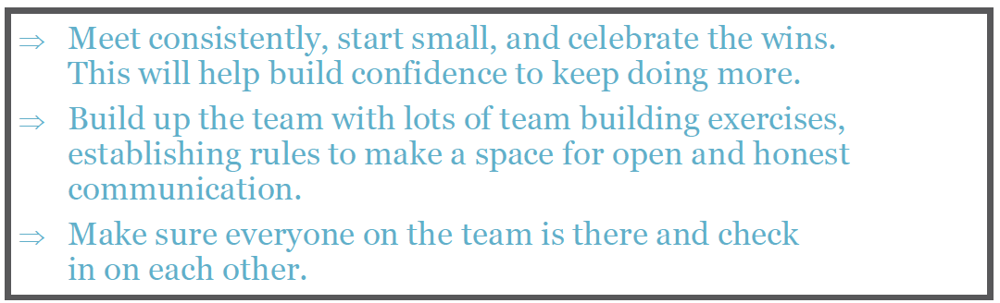 ⇒ Meet consistently, start small, and celebrate the wins.
This will help build confidence to keep doing more.
⇒ Build up the team with lots of team building exercises,
establishing rules to make a space for open and honest
communication.
⇒ Make sure everyone on the team is there and check
in on each other.